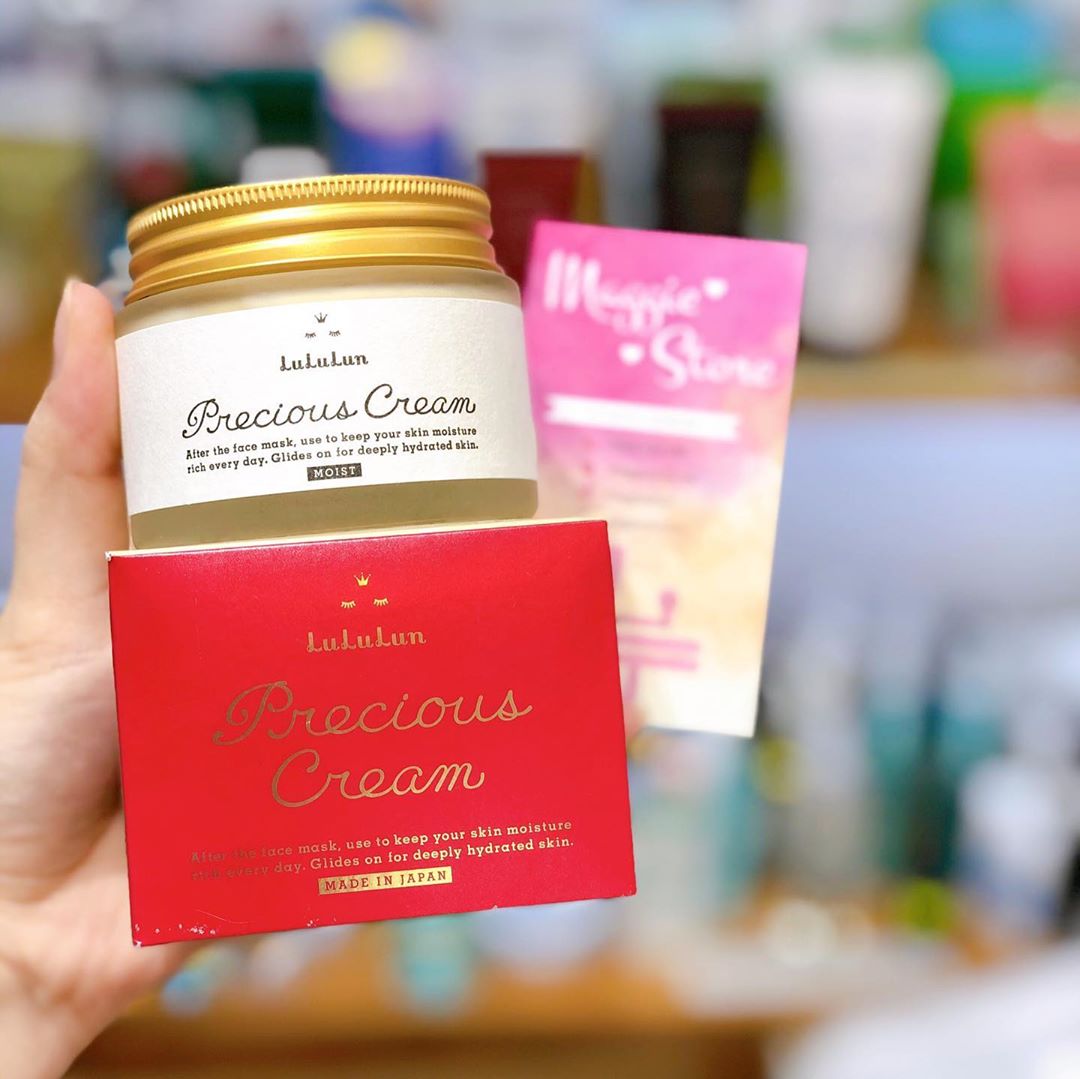 LuLuLun
Precious Cream
After the face mask, use to keep your skin moisture
rich every day. Glides on for deeply hydrated skin.
MOIST
Maggie
Store
LuLuLun
Precious
Cream
After the face mask, use to keep your skin moisture
rich every day. Glides on for deeply hydrated skin.
MADE IN JAPAN